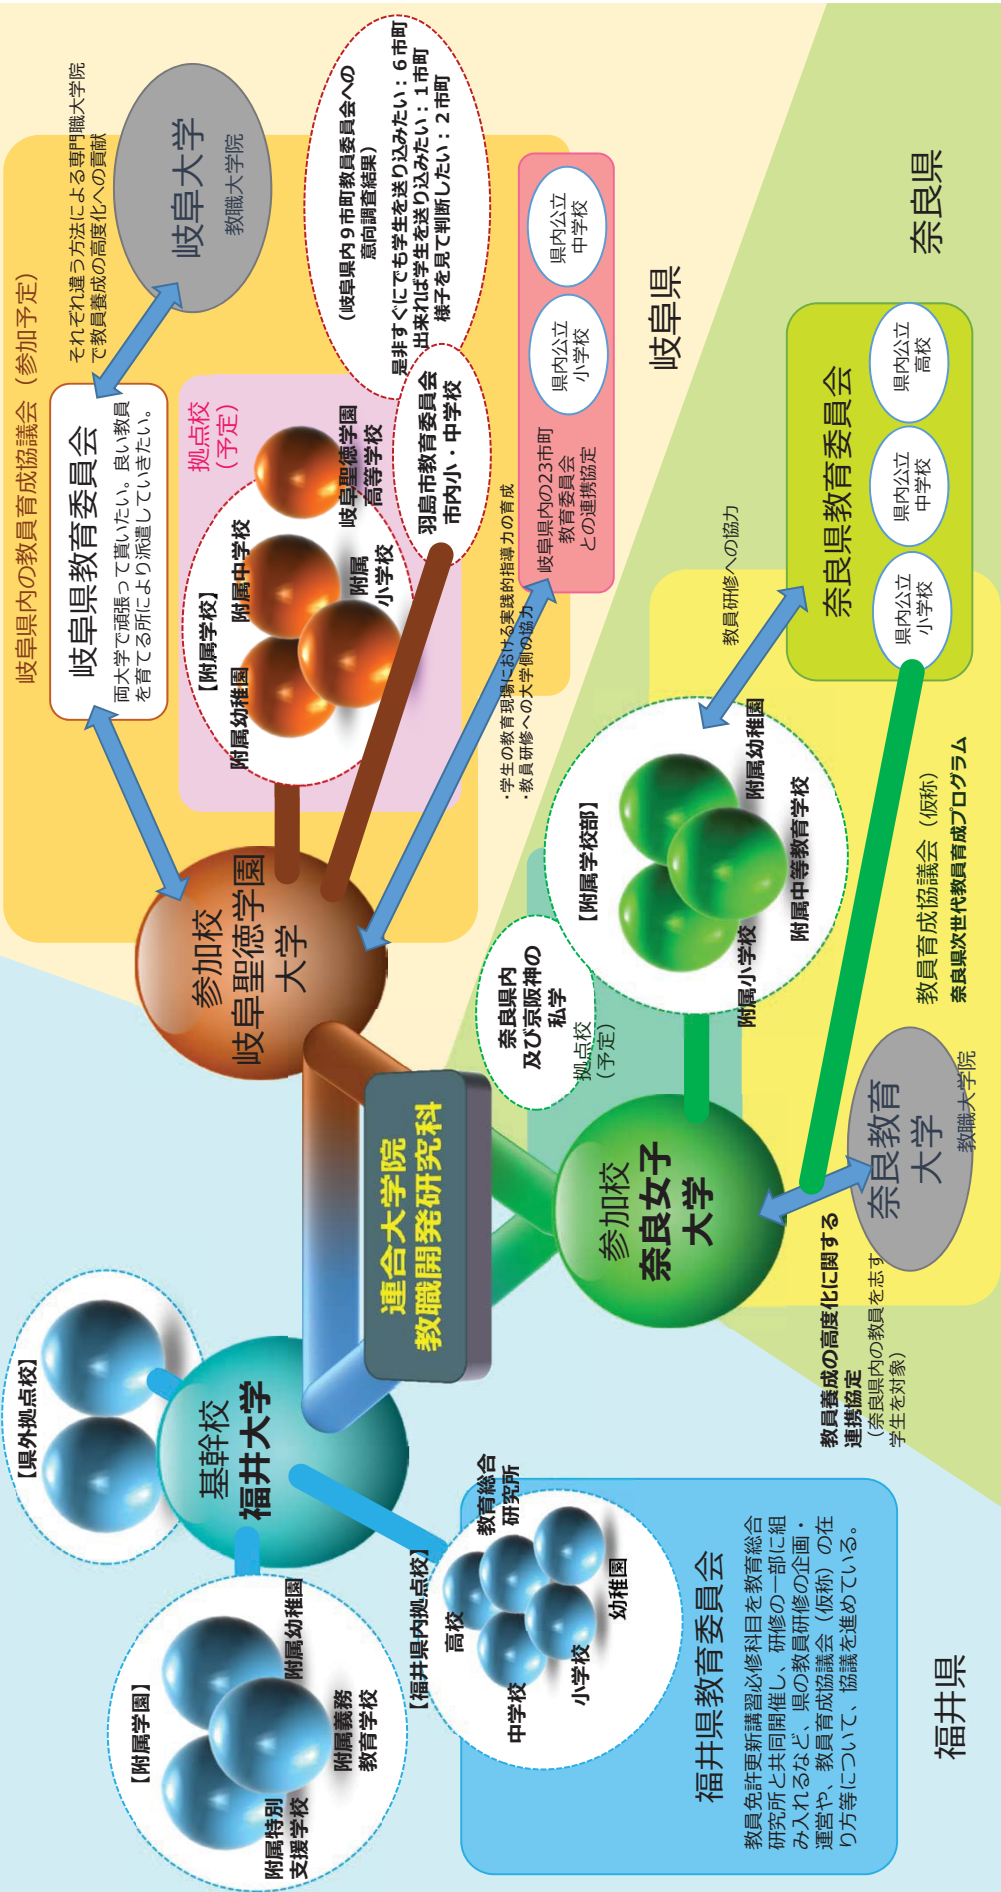 【県外拠点校】
基幹校
福井大学
【附属学園】
附属幼稚園
附属義務
教育学校
附属特別
支援学校
【福井県内拠点校】
教育総合
研究所
高校
中学校
小学校
幼稚園
福井県教育委員会
教員免許更新講習必修科目を教育総合
研究所と共同開催し、研修の一部に組
み入れるなど、県の教員研修の企画・
運営や、教員育成協議会（仮称）の在
り方等について、協議を進めている。
福井県
連合大学院
教職開発研究科
参加校
岐阜聖徳学園
大学
岐阜県内の教員育成協議会（参加予定）
岐阜県教育委員会
両大学で頑張って貰いたい。良い教員
を育てる所により派遣していきたい。
それぞれ違う方法による専門職大学院
で教員養成の高度化への貢献
岐阜大学
教職大学院
拠点校
（予定）
【附属学校】
附属幼稚園
附属中学校
附属
小学校
岐阜聖徳学園
高等学校
羽島市教育委員会
市内小・中学校
（岐阜県内９市町教員委員会への
意向調査結果）
是非すぐにでも学生を送り込みたい：６市町
出来れば学生を送り込みたい：１市町
様子を見て判断したい：２市町
・学生の教育現場における実践的指導力の育成
・教員研修への大学側の協力
岐阜県内の23市町
教育委員会
との連携協定
県内公立
小学校
県内公立
中学校
岐阜県
参加校
奈良女子
大学
奈良県内
及び京阪神の
私学
拠点校
（予定）
【附属学校部】
附属幼稚園
附属小学校
附属中等教育学校
教員研修への協力
奈良県教育委員会
県内公立
小学校
県内公立
中学校
県内公立
高校
教員育成協議会（仮称）
奈良県次世代教員育成プログラム
奈良教育
大学
教職大学院
教員養成の高度化に関する
連携協定
（奈良県内の教員を志す
学生を対象）
奈良県